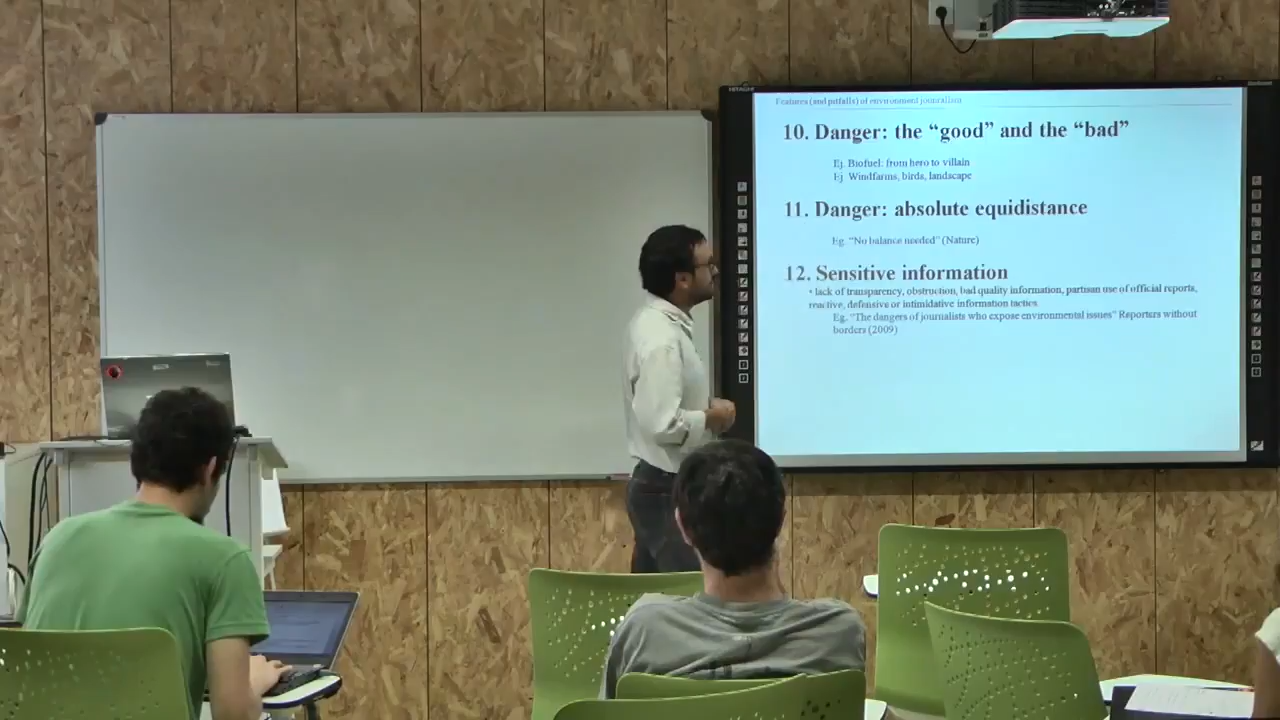 Features (and pitfalls) of environment journalism
10. Danger: the “good” and the “bad”
Ej. Biofuel: from hero to villain
Ej Windfarms, birds, landscape
11. Danger: absolute equidistance
Eg. “No balance needed” (Nature)
12. Sensitive information
* lack of transparency, obstruction, bad quality information, partisan use of official reports,
reactive, defensive or intimidative information tactics
Eg. “The dangers of journalists who expose environmental issues” Reporters without
borders (2009)